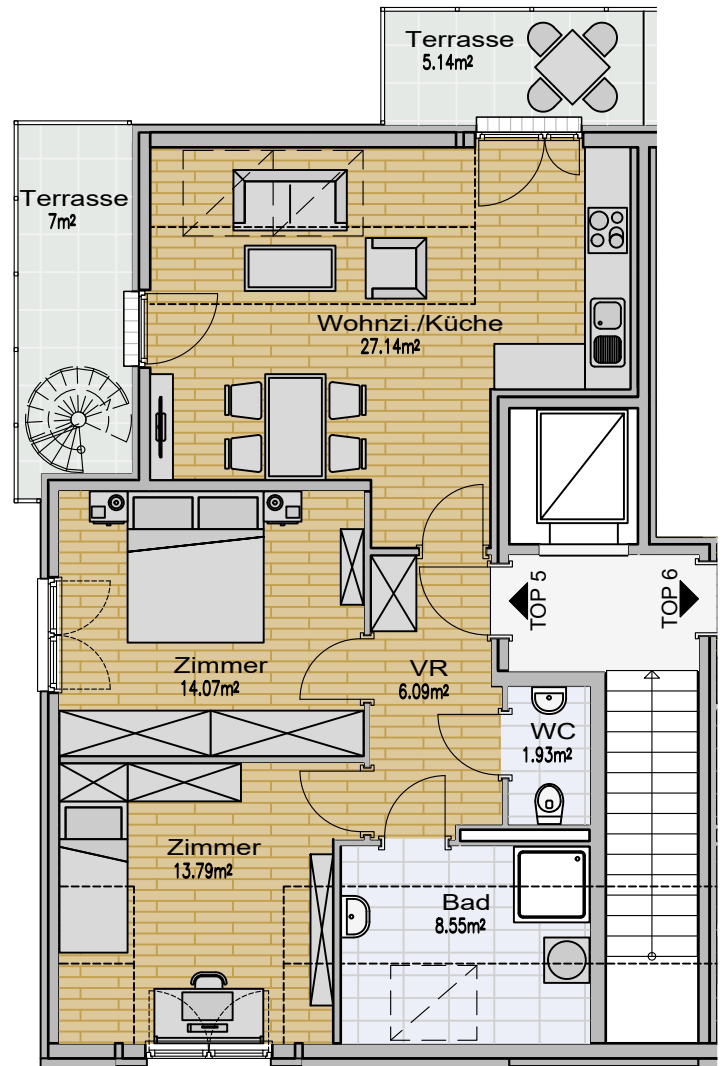 Terrasse
5.14m²
Terrasse
7m²
Wohnzi./Küche
27.14m²
TOP 5
TOP 6
Zimmer
14.07m²
VR
6.09m²
WC
1.93m²
Zimmer
13.79m²
Bad
8.55m²